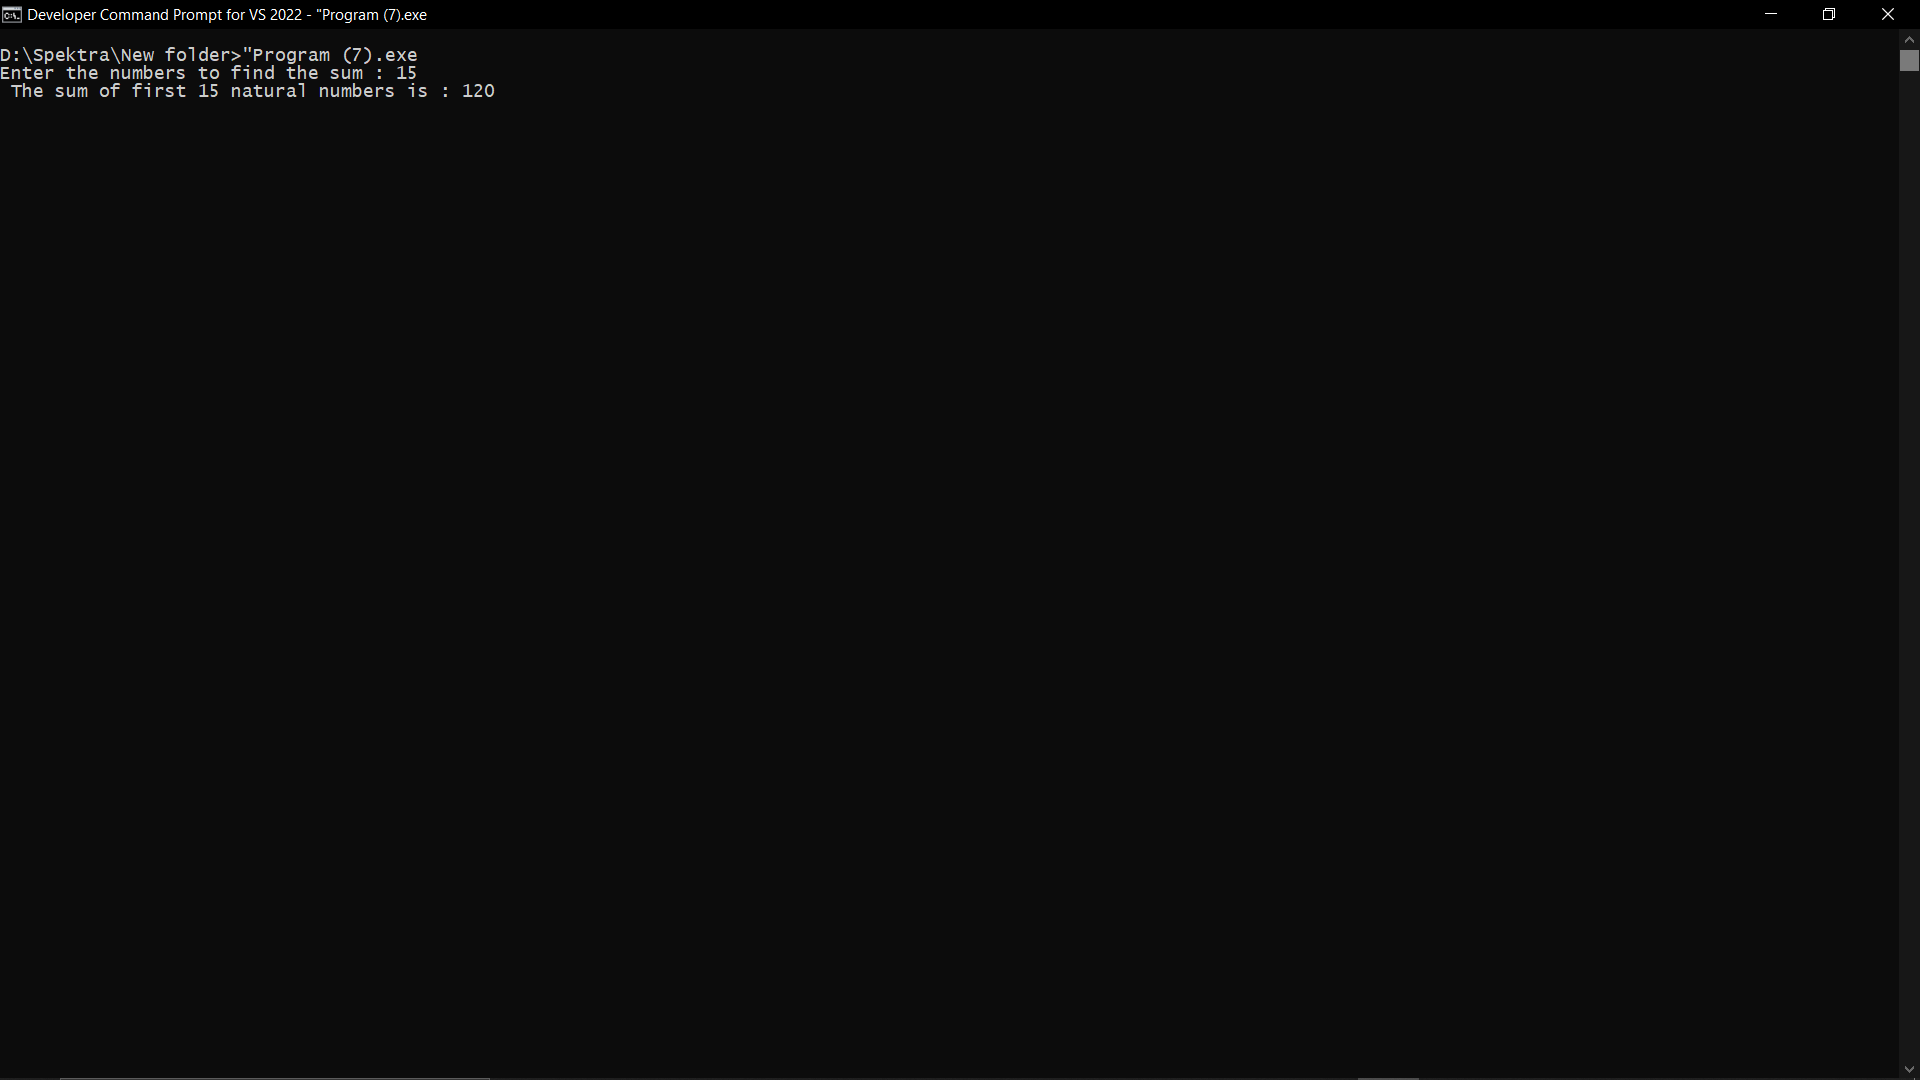 Developer Command Prompt for VS 2022 - "Program (7).exe
D:\Spektra\New folder>"Program (7).exe
Enter the numbers to find the sum : 15
 The sum of first 15 natural numbers is : 120